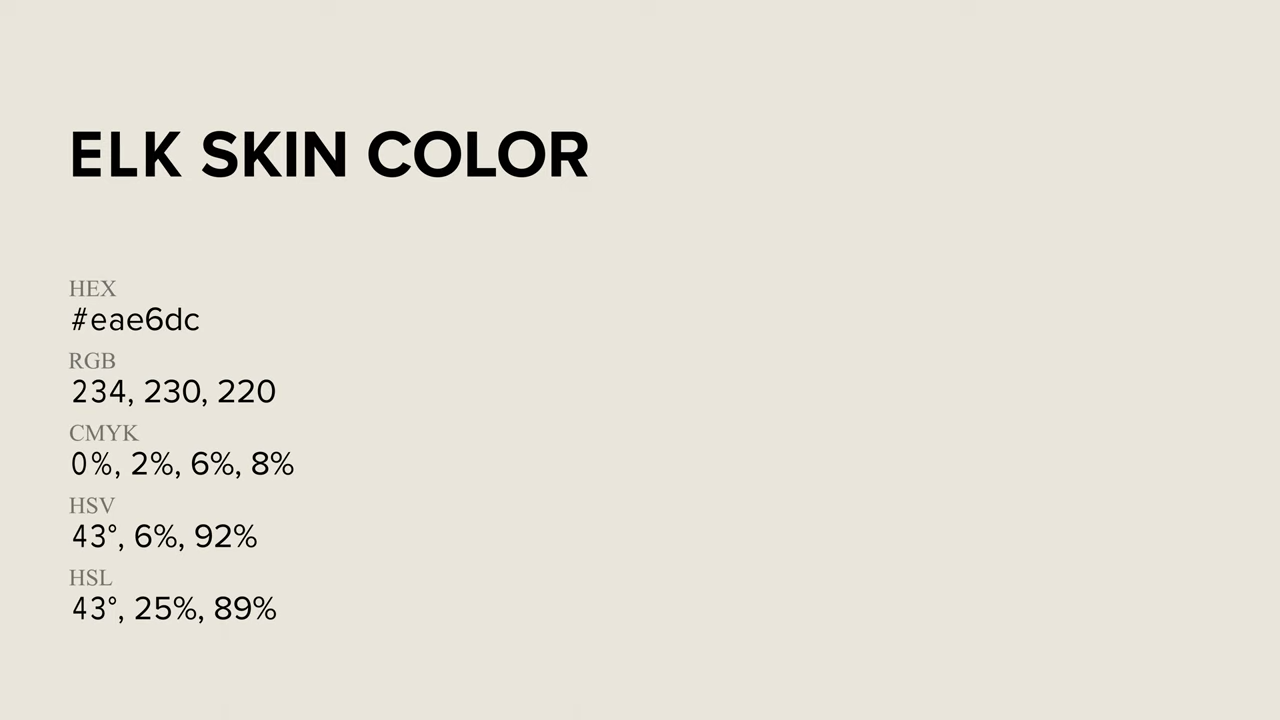 ELK SKIN COLOR
HEX
#eae6dc
RGB
234, 230, 220
CMYK
0%, 2%, 6%, 8%
HSV
43°, 6%, 92%
HSL
43°, 25%, 89%